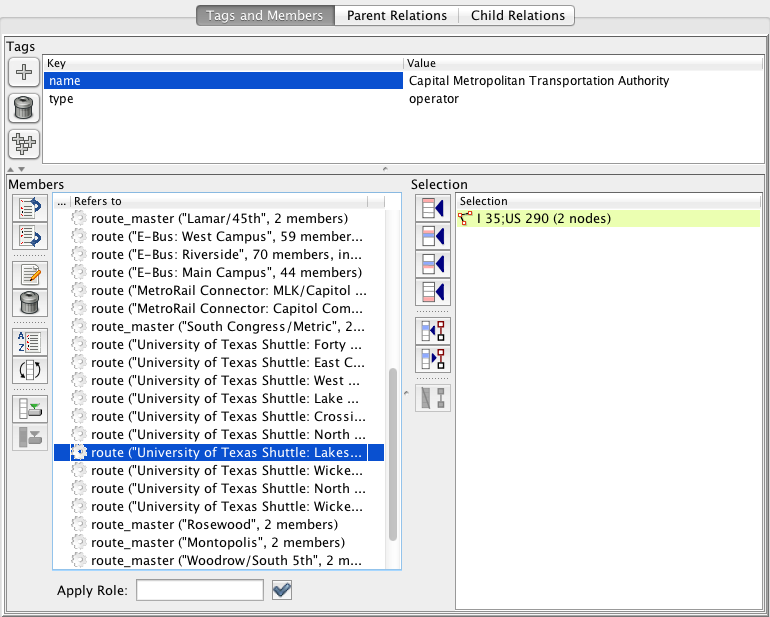 Tags and Members Parent Relations Child Relations
Tags
Key Value
name Capital Metropolitan Transportation Authority
type operator
Members
... Refers to
route_master ("Lamar/45th", 2 members)
route ("E-Bus: West Campus", 59 member...
route ("E-Bus: Riverside", 70 members, in...
route ("E-Bus: Main Campus", 44 members)
route ("MetroRail Connector: MLK/Capitol ...
route ("MetroRail Connector: Capitol Com...
route_master ("South Congress/Metric", 2...
route ("University of Texas Shuttle: Forty ...
route ("University of Texas Shuttle: East C...
route ("University of Texas Shuttle: West ...
route ("University of Texas Shuttle: Lake ...
route ("University of Texas Shuttle: Crossi...
route ("University of Texas Shuttle: North ...
route ("University of Texas Shuttle: Lakes...
route ("University of Texas Shuttle: Wicke...
route ("University of Texas Shuttle: North ...
route ("University of Texas Shuttle: Wicke...
route_master ("Rosewood", 2 members)
route_master ("Montopolis", 2 members)
route_master ("Woodrow/South 5th", 2 m...
A
Z
Apply Role:
Selection
Selection
I 35;US 290 (2 nodes)